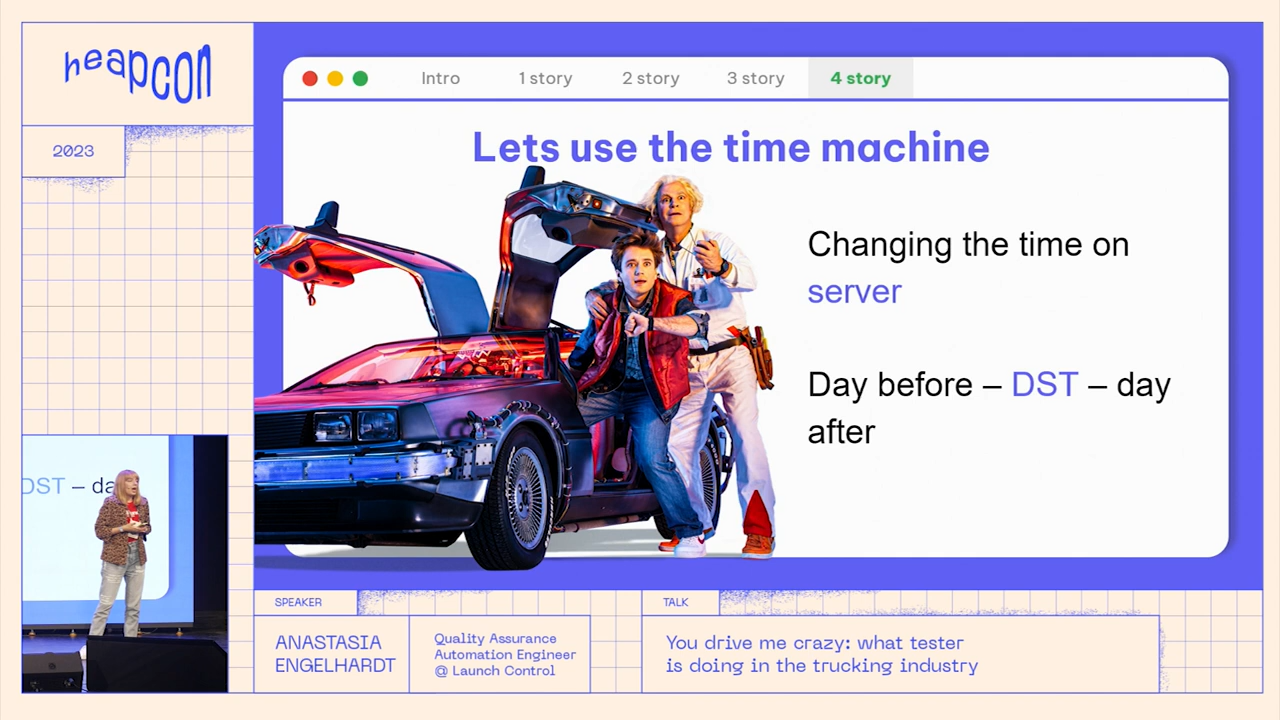 heapcon
2023
Intro
1 story
2 story
3 story
4 story
Lets use the time machine
Changing the time on
server
Day before – DST – day
after
DST – da
SPEAKER
ANASTASIA
ENGELHARDT
Quality Assurance
Automation Engineer
@ Launch Control
TALK
You drive me crazy: what tester
is doing in the trucking industry